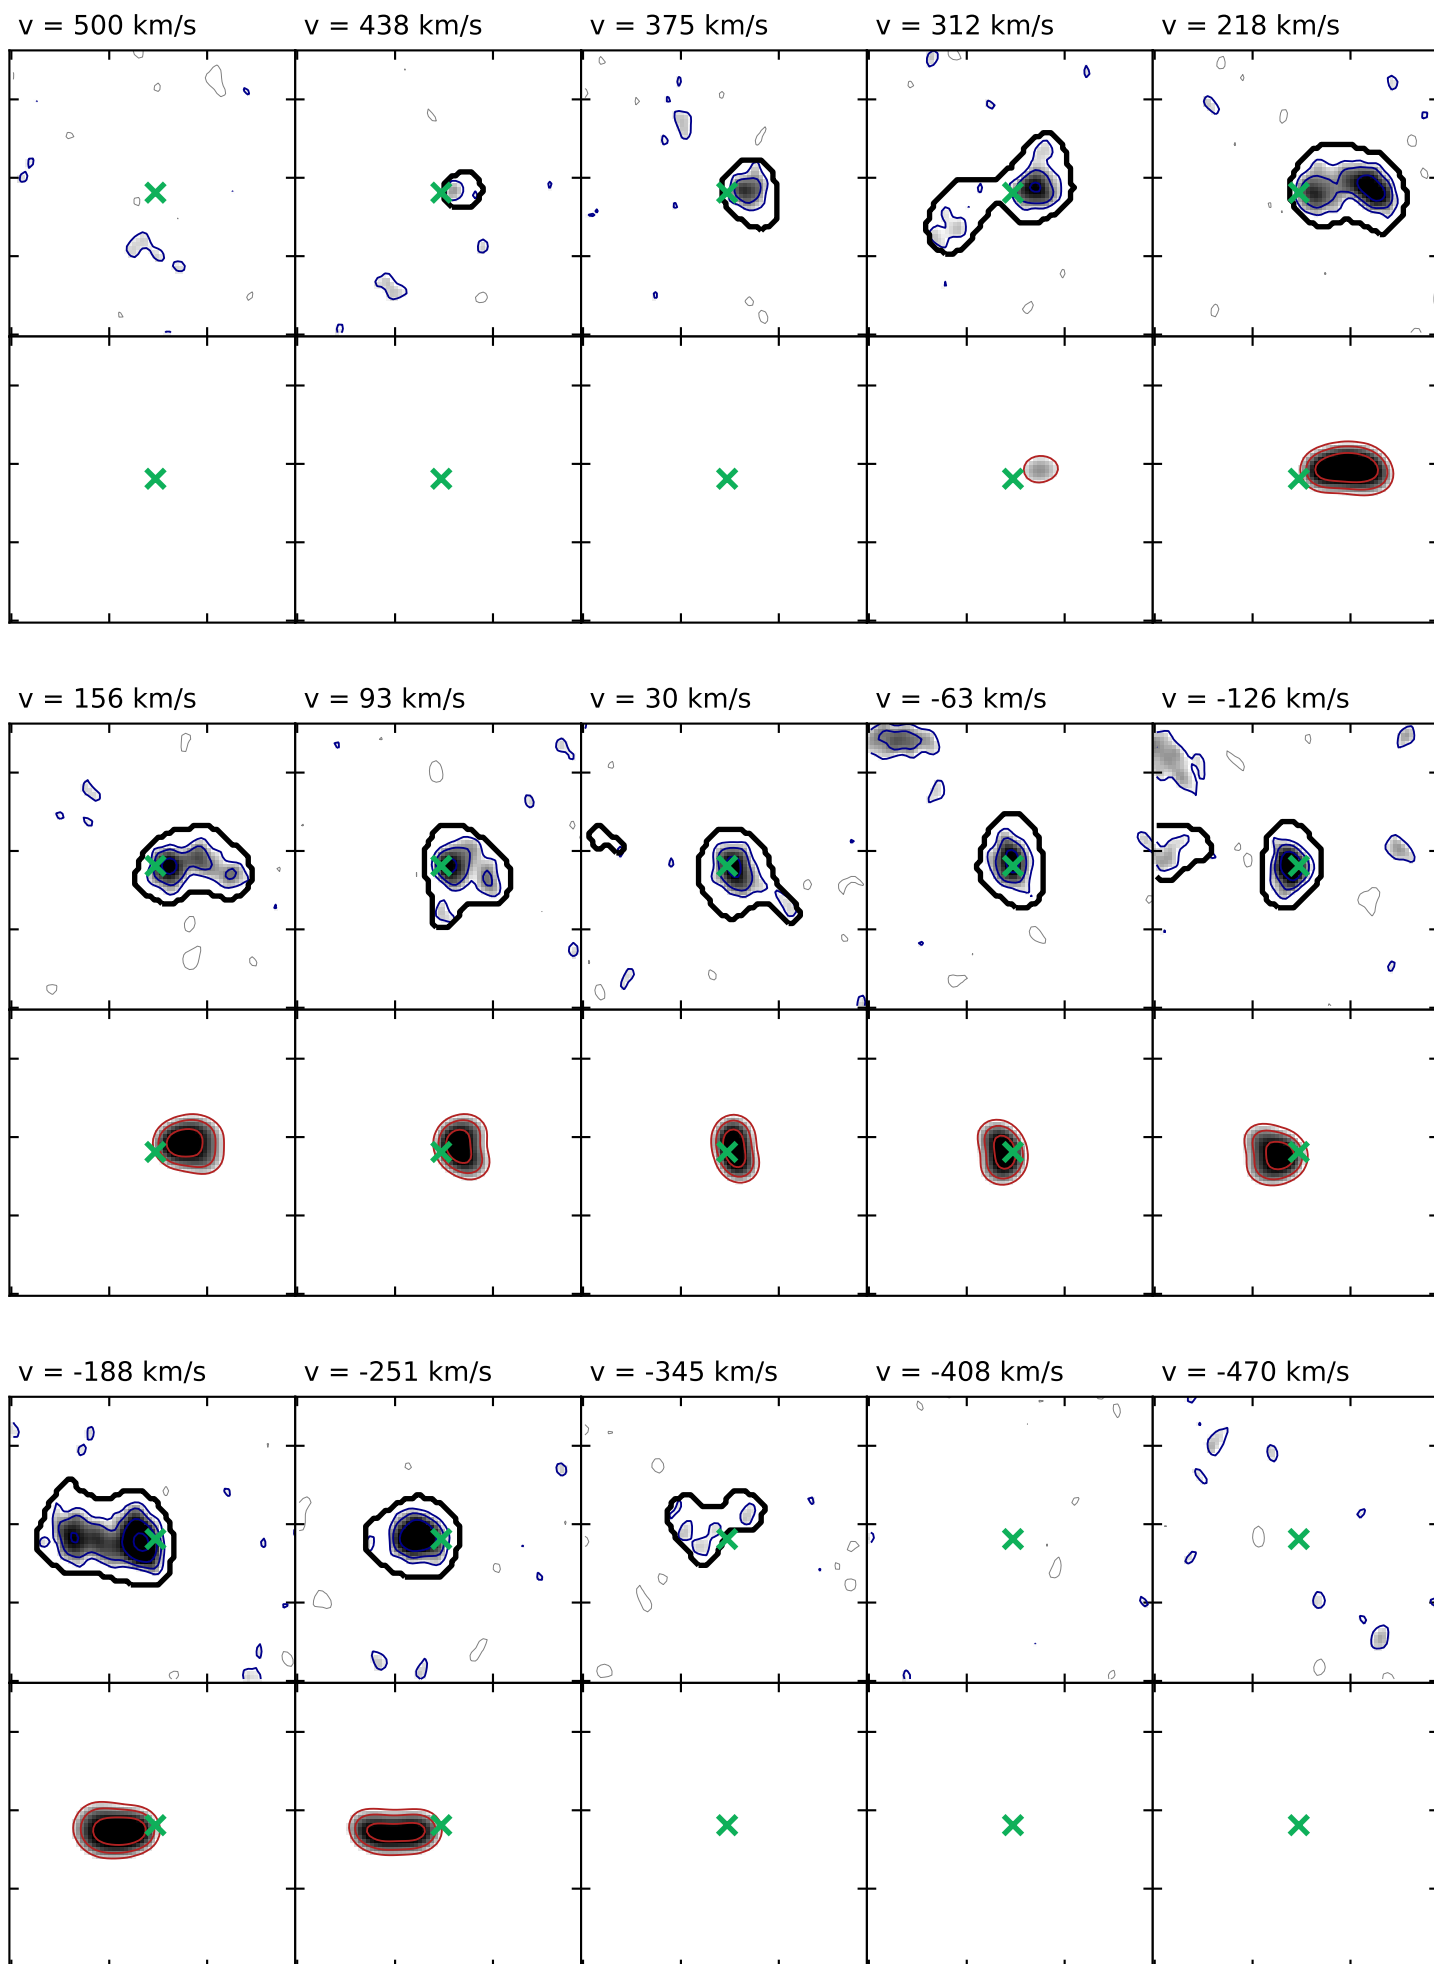 v = 500 km/s v = 438 km/s v = 375 km/s v = 312 km/s v = 218 km/s
v = 156 km/s v = 93 km/s v = 30 km/s v = -63 km/s v = -126 km/s
v = -188 km/s v = -251 km/s v = -345 km/s v = -408 km/s v = -470 km/s